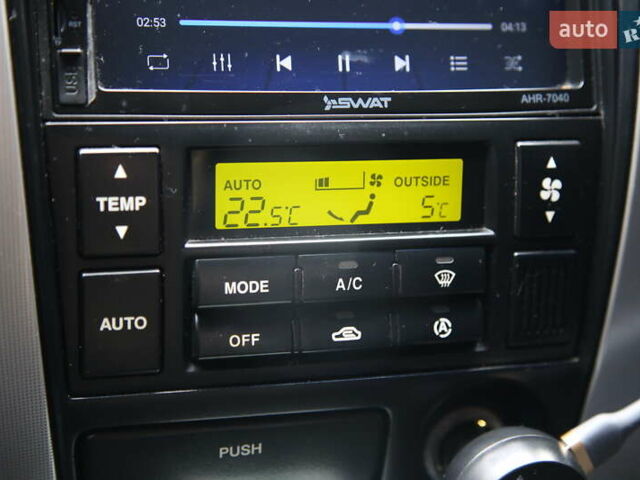 auto
R
RST
USB
02:53
04:13
SWAT
AHR-7040
TEMP
AUTO
OUTSIDE
22.5°C
5°C
AUTO
MODE
A/C
OFF
PUSH